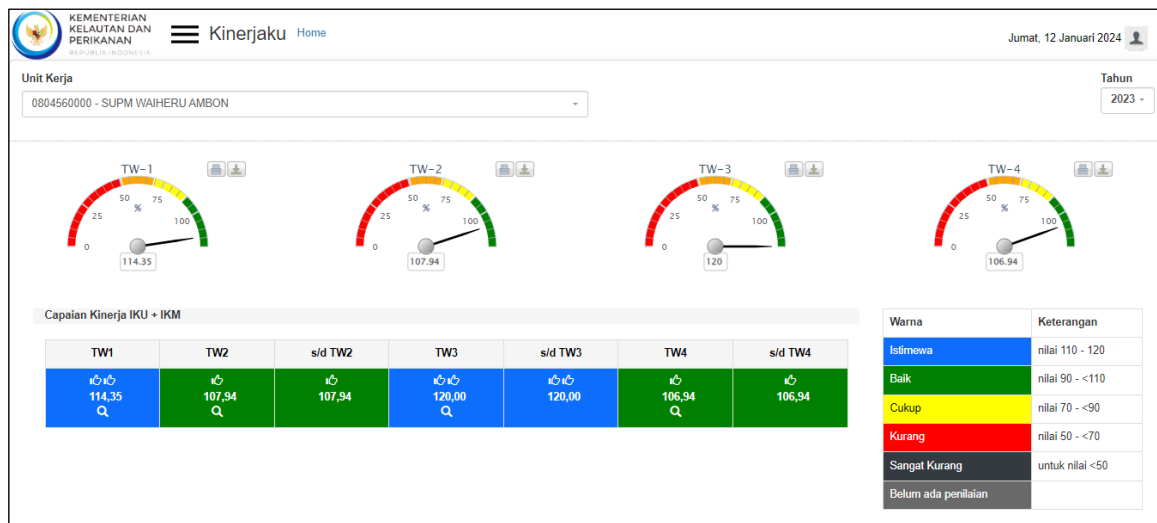 KEMENTERIAN
KELAUTAN DAN
PERIKANAN
REPUBLIK INDONESIA
Kinerjaku Home
Jumat, 12 Januari 2024
Unit Kerja
Tahun
0804560000 - SUPM WAIHERU AMBON
2023
TW-1
0 25 50 75 100
%
114.35
TW-2
0 25 50 75 100
%
107.94
TW-3
0 25 50 75 100
%
120
TW-4
0 25 50 75 100
%
106.94
Capaian Kinerja IKU + IKM
TW1 TW2 s/d TW2 TW3 s/d TW3 TW4 s/d TW4
114,35 107,94 107,94 120,00 120,00 106,94 106,94
Warna Keterangan
Istimewa nilai 110 - 120
Baik nilai 90 - <110
Cukup nilai 70 - <90
Kurang nilai 50 - <70
Sangat Kurang untuk nilai <50
Belum ada penilaian